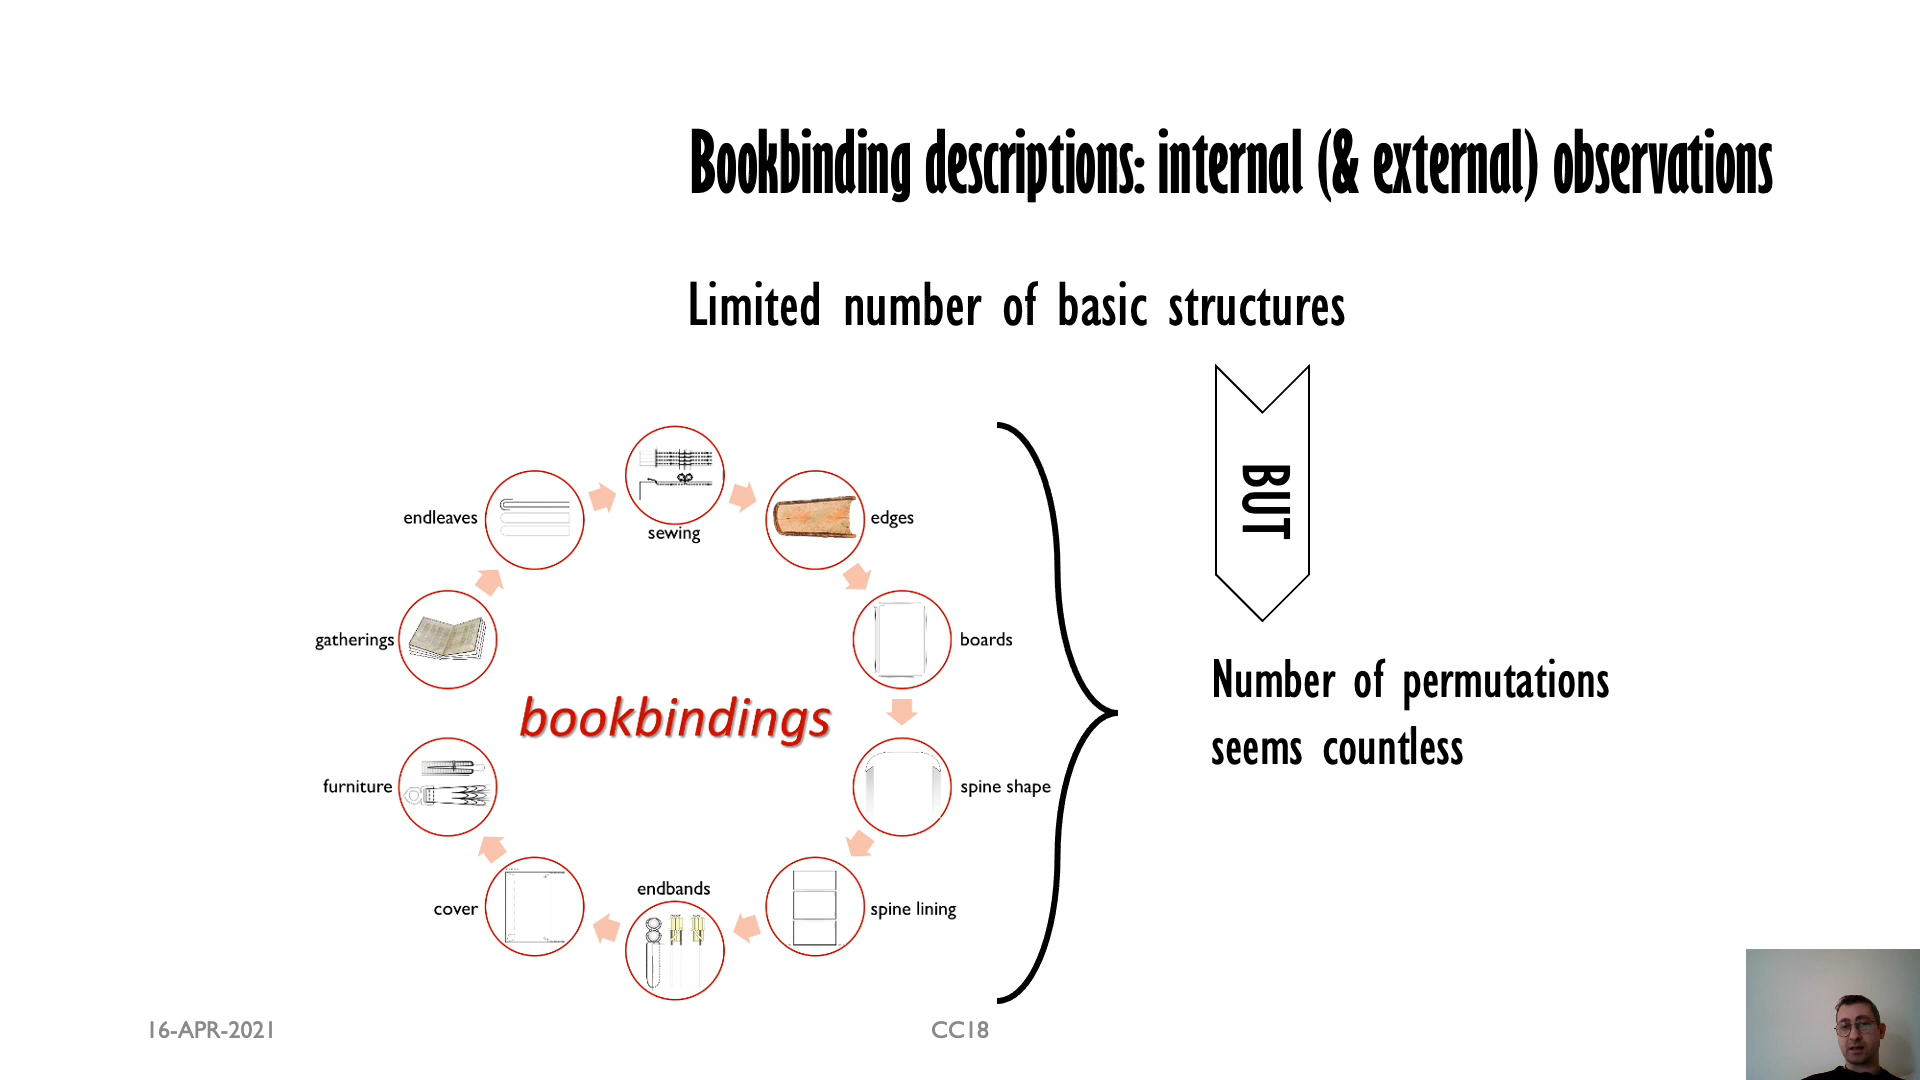 Bookbinding descriptions: internal (& external) observations
Limited number of basic structures
BUT
Number of permutations
seems countless
sewing
edges
boards
spine shape
spine lining
endbands
cover
furniture
gatherings
endleaves
bookbindings
16-APR-2021
CC18